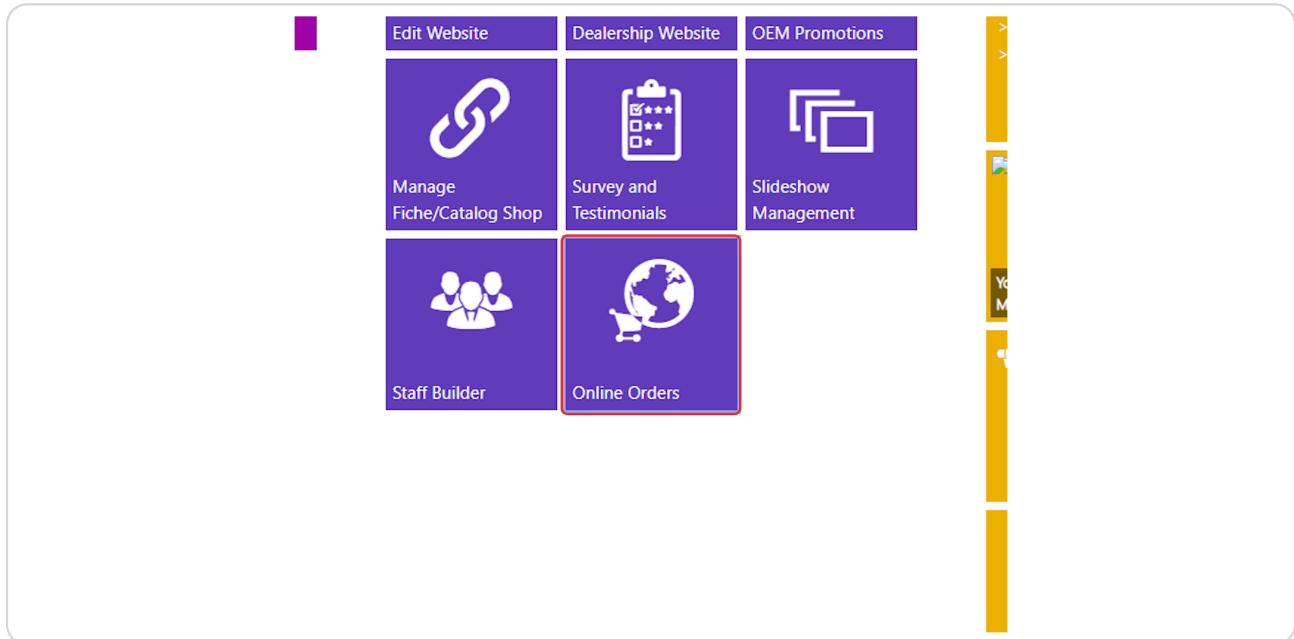 Edit Website
Dealership Website
OEM Promotions
>
>
Manage
Fiche/Catalog Shop
Survey and
Testimonials
Slideshow
Management
Staff Builder
Online Orders